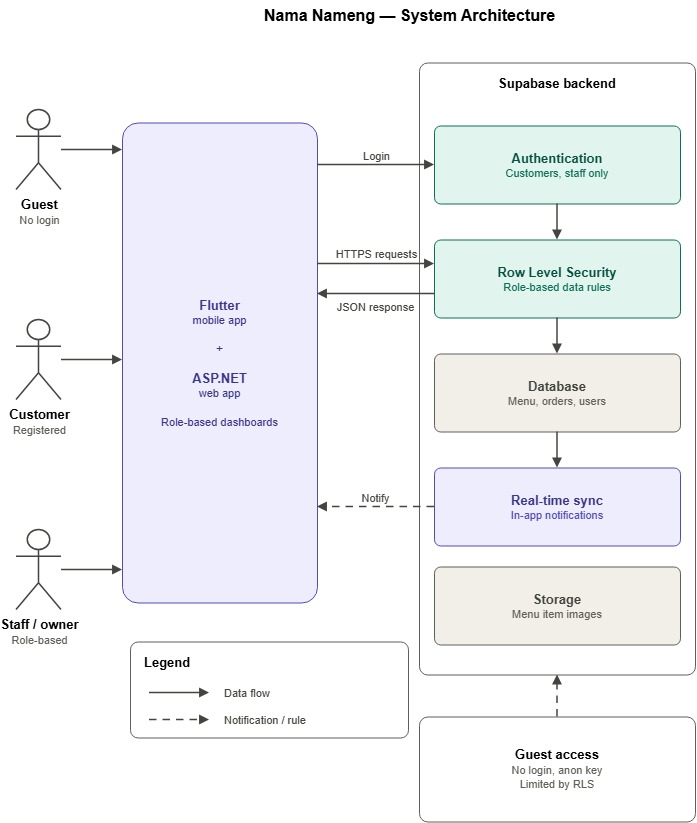 Nama Nameng — System Architecture
Supabase backend
Guest
No login
Customer
Registered
Staff / owner
Role-based
Flutter
mobile app
+
ASP.NET
web app
Role-based dashboards
Login
HTTPS requests
JSON response
Notify
Authentication
Customers, staff only
Row Level Security
Role-based data rules
Database
Menu, orders, users
Real-time sync
In-app notifications
Storage
Menu item images
Legend
Data flow
Notification / rule
Guest access
No login, anon key
Limited by RLS